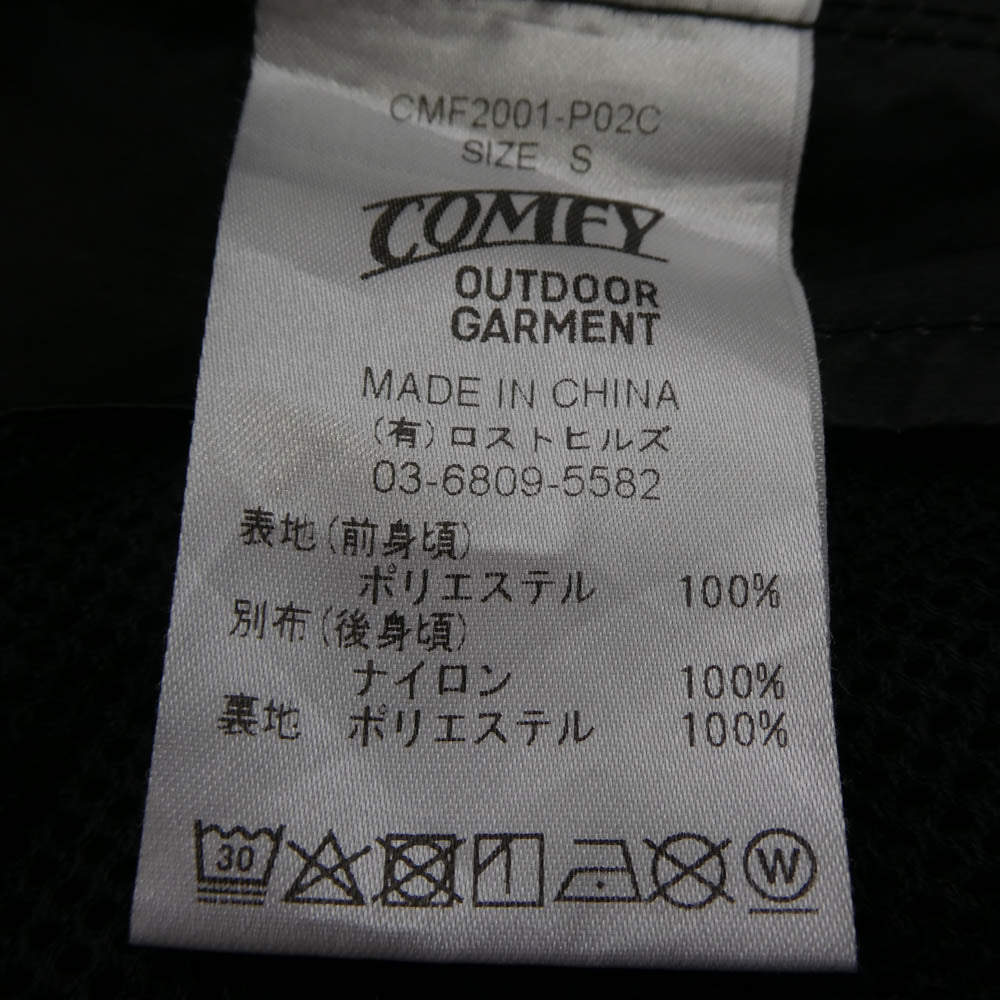 CMF2001-P02C
SIZE S
COMFY
OUTDOOR
GARMENT
MADE IN CHINA
(有)ロストヒルズ
03-6809-5582
表地(前身頃)
ポリエステル 100%
別布(後身頃)
ナイロン 100%
裏地 ポリエステル 100%
30
W